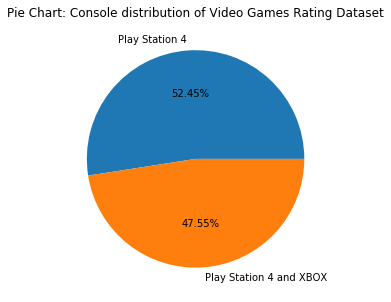 Pie Chart: Console distribution of Video Games Rating Dataset
Play Station 4
52.45%
47.55%
Play Station 4 and XBOX